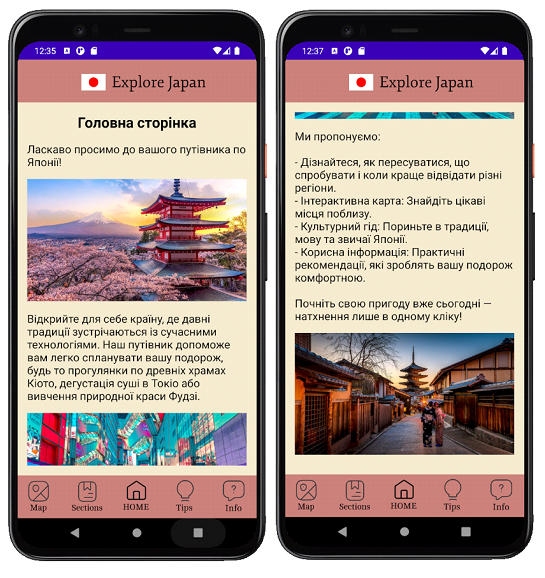 12:35
Explore Japan
Головна сторінка
Ласкаво просимо до вашого путівника по
Японії!
Відкрийте для себе країну, де давні
традиції зустрічаються із сучасними
технологіями. Наш путівник допоможе
вам легко спланувати вашу подорож,
будь то прогулянки по древніх храмах
Кіото, дегустація суші в Токіо або
вивчення природної краси Фудзі.
Map
Sections
HOME
Tips
Info
12:37
Explore Japan
Ми пропонуємо:
- Дізнайтеся, як пересуватися, що
спробувати і коли краще відвідати різні
регіони.
- Інтерактивна карта: Знайдіть цікаві
місця поблизу.
- Культурний гід: Пориньте в традиції,
мову та звичаї Японії.
- Корисна інформація: Практичні
рекомендації, які зроблять вашу подорож
комфортною.
Почніть свою пригоду вже сьогодні —
натхнення лише в одному кліку!
Map
Sections
HOME
Tips
Info